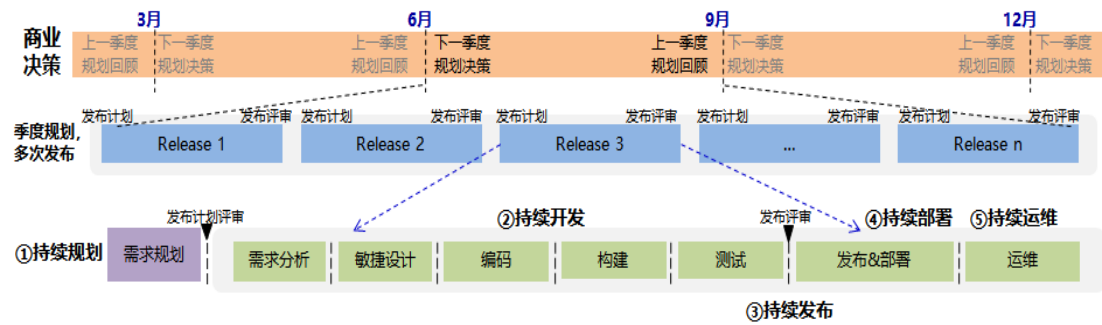 3月 6月 9月 12月
商业
决策
上一季度 下一季度 上一季度 下一季度 上一季度 下一季度 上一季度 下一季度
规划回顾 规划决策 规划回顾 规划决策 规划回顾 规划决策 规划回顾 规划决策
季度规划,
多次发布
发布计划 发布评审 发布计划 发布评审 发布计划 发布评审 发布计划 发布评审 发布计划 发布评审
Release 1 Release 2 Release 3 ... Release n
发布计划评审 ②持续开发 发布评审 ④持续部署 ⑤持续运维
①持续规划 需求规划 需求分析 敏捷设计 编码 构建 测试 发布&部署 运维
③持续发布